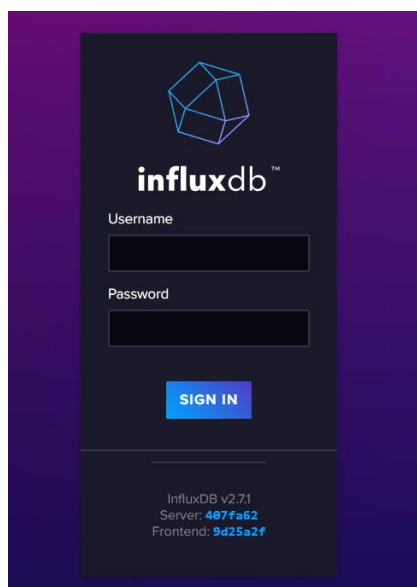 influxdb™
Username
Password
SIGN IN
InfluxDB v2.7.1
Server: 407fa62
Frontend: 9d25a2f